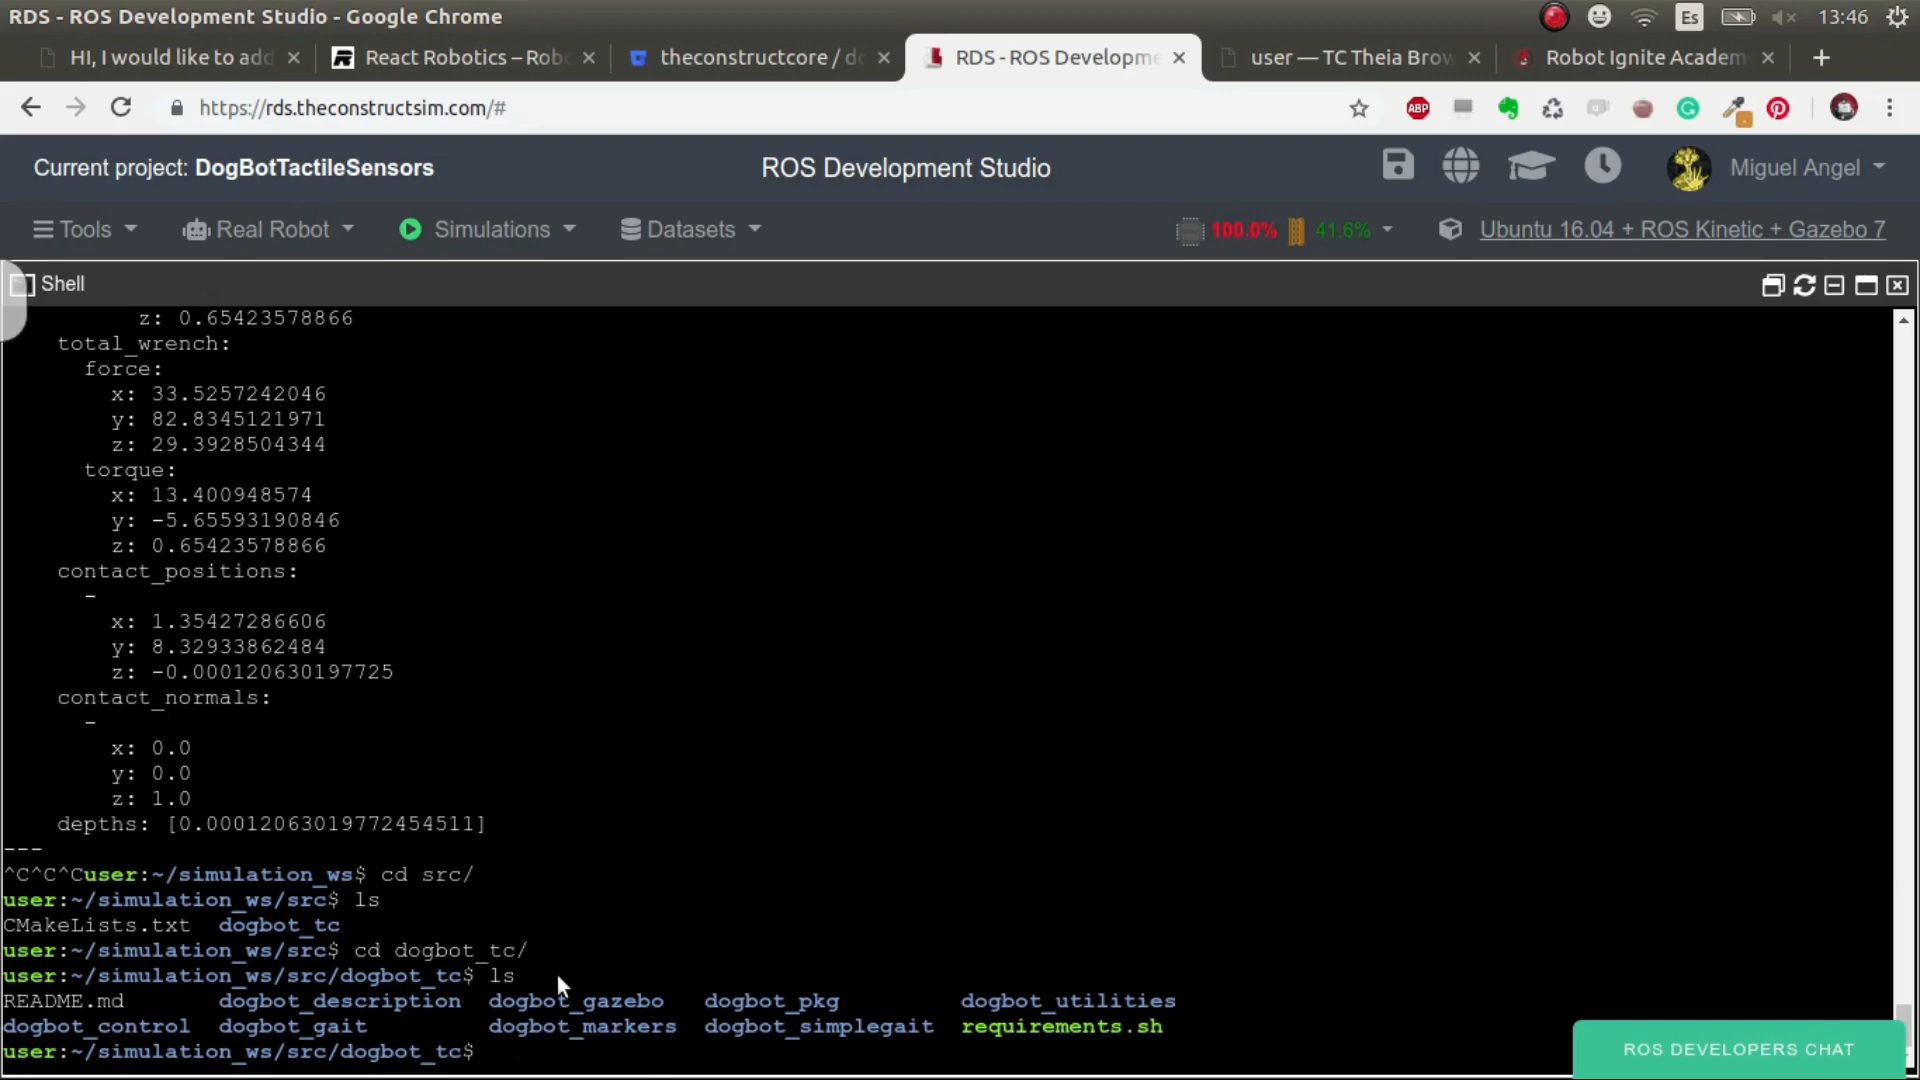 RDS - ROS Development Studio - Google Chrome Es 13:46
HI, I would like to add React Robotics – Rob theconstructcore / do RDS - ROS Developme user — TC Theia Brow Robot Ignite Academ
https://rds.theconstructsim.com/# ABP
Current project: DogBotTactileSensors ROS Development Studio Miguel Angel
Tools Real Robot Simulations Datasets 100.0% 41.6% Ubuntu 16.04 + ROS Kinetic + Gazebo 7
Shell
z: 0.65423578866
total_wrench:
force:
x: 33.5257242046
y: 82.8345121971
z: 29.3928504344
torque:
x: 13.400948574
y: -5.65593190846
z: 0.65423578866
contact_positions:
-
x: 1.35427286606
y: 8.32933862484
z: -0.000120630197725
contact_normals:
-
x: 0.0
y: 0.0
z: 1.0
depths: [0.00012063019772454511]
---
^C^C^Cuser:~/simulation_ws$ cd src/
user:~/simulation_ws/src$ ls
CMakeLists.txt dogbot_tc
user:~/simulation_ws/src$ cd dogbot_tc/
user:~/simulation_ws/src/dogbot_tc$ ls
README.md dogbot_description dogbot_gazebo dogbot_pkg dogbot_utilities
dogbot_control dogbot_gait dogbot_markers dogbot_simplegait requirements.sh
user:~/simulation_ws/src/dogbot_tc$
ROS DEVELOPERS CHAT